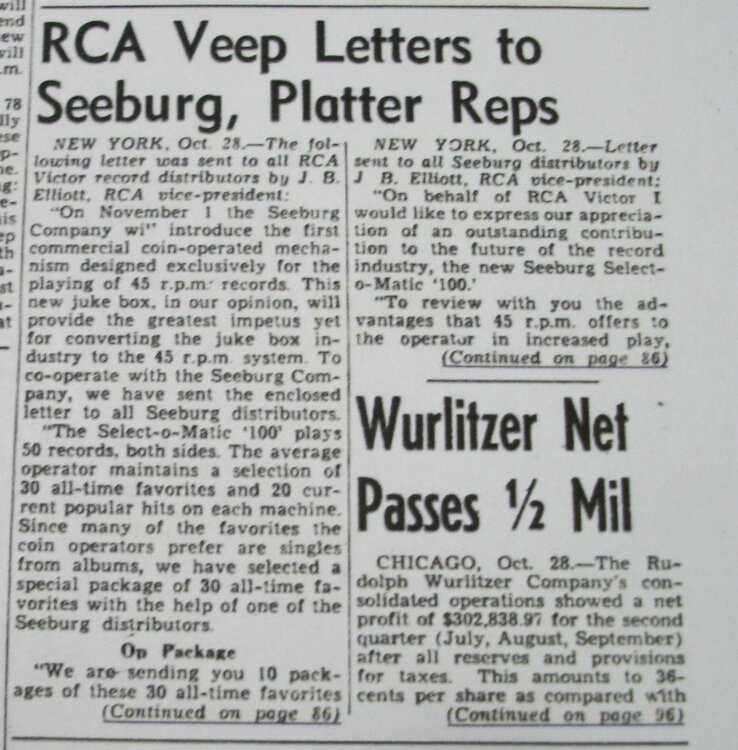 will
end
ew
will
.m.
78
lly
ese
p-
ne.
g:
e-
is
ep
th
a-
st
u-
at
RCA Veep Letters to
Seeburg, Platter Reps
NEW YORK, Oct. 28.—The fol-
lowing letter was sent to all RCA
Victor record distributors by J. B.
Elliott, RCA vice-president:
"On November 1 the Seeburg
Company wi" introduce the first
commercial coin-operated mecha-
nism designed exclusively for the
playing of 45 r.p.m. records. This
new juke box, in our opinion, will
provide the greatest impetus yet
for converting the juke box in-
dustry to the 45 r.p.m. system. To
co-operate with the Seeburg Com-
pany, we have sent the enclosed
letter to all Seeburg distributors.
"The Select-o-Matic '100' plays
50 records, both sides. The average
operator maintains a selection of
30 all-time favorites and 20 cur-
rent popular hits on each machine.
Since many of the favorites the
coin operators prefer are singles
from albums, we have selected a
special package of 30 all-time fa-
vorites with the help of one of the
Seeburg distributors.
Op Package
"We are sending you 10 pack-
ages of these 30 all-time favorites
(Continued on page 86)
NEW YORK, Oct. 28.—Letter
sent to all Seeburg distributors by
J B. Elliott, RCA vice-president:
"On behalf of RCA Victor I
would like to express our apprecia-
tion of an outstanding contribu-
tion to the future of the record
industry, the new Seeburg Select-
o-Matic '100.'
"To review with you the ad-
vantages that 45 r.p.m. offers to
the operator in increased play,
(Continued on page 86)
Wurlitzer Net
Passes ½ Mil
CHICAGO, Oct. 28.—The Ru-
dolph Wurlitzer Company's con-
solidated operations showed a net
profit of $302,838.97 for the second
quarter (July, August, September)
after all reserves and provisions
for taxes. This amounts to 36-
cents per share as compared with
(Continued on page 96)